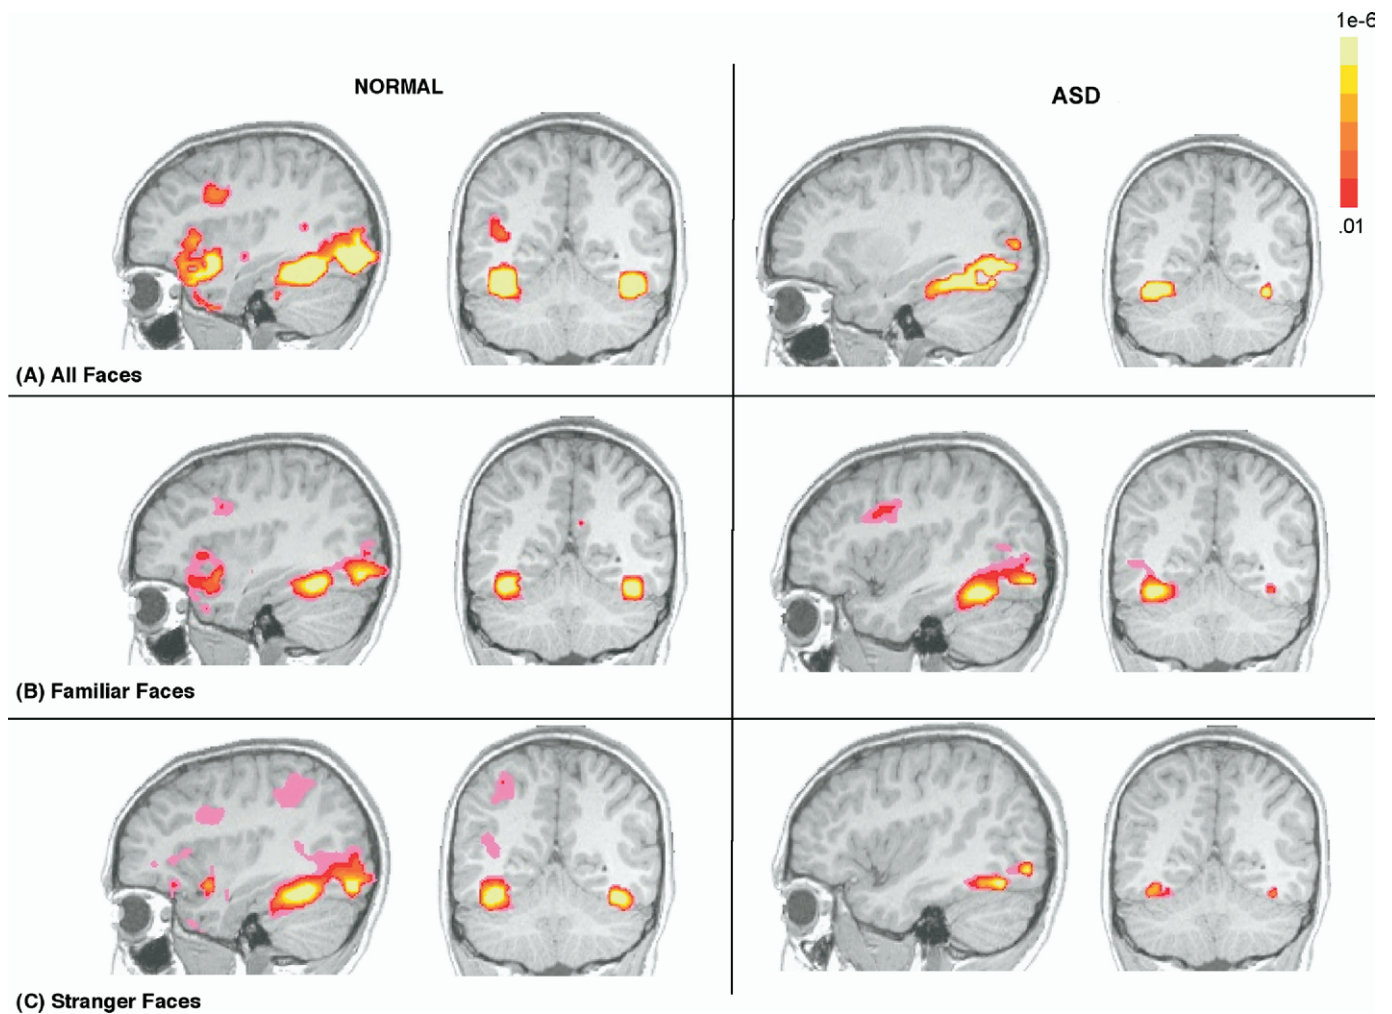 1e-6
NORMAL
ASD
.01
(A) All Faces
(B) Familiar Faces
(C) Stranger Faces